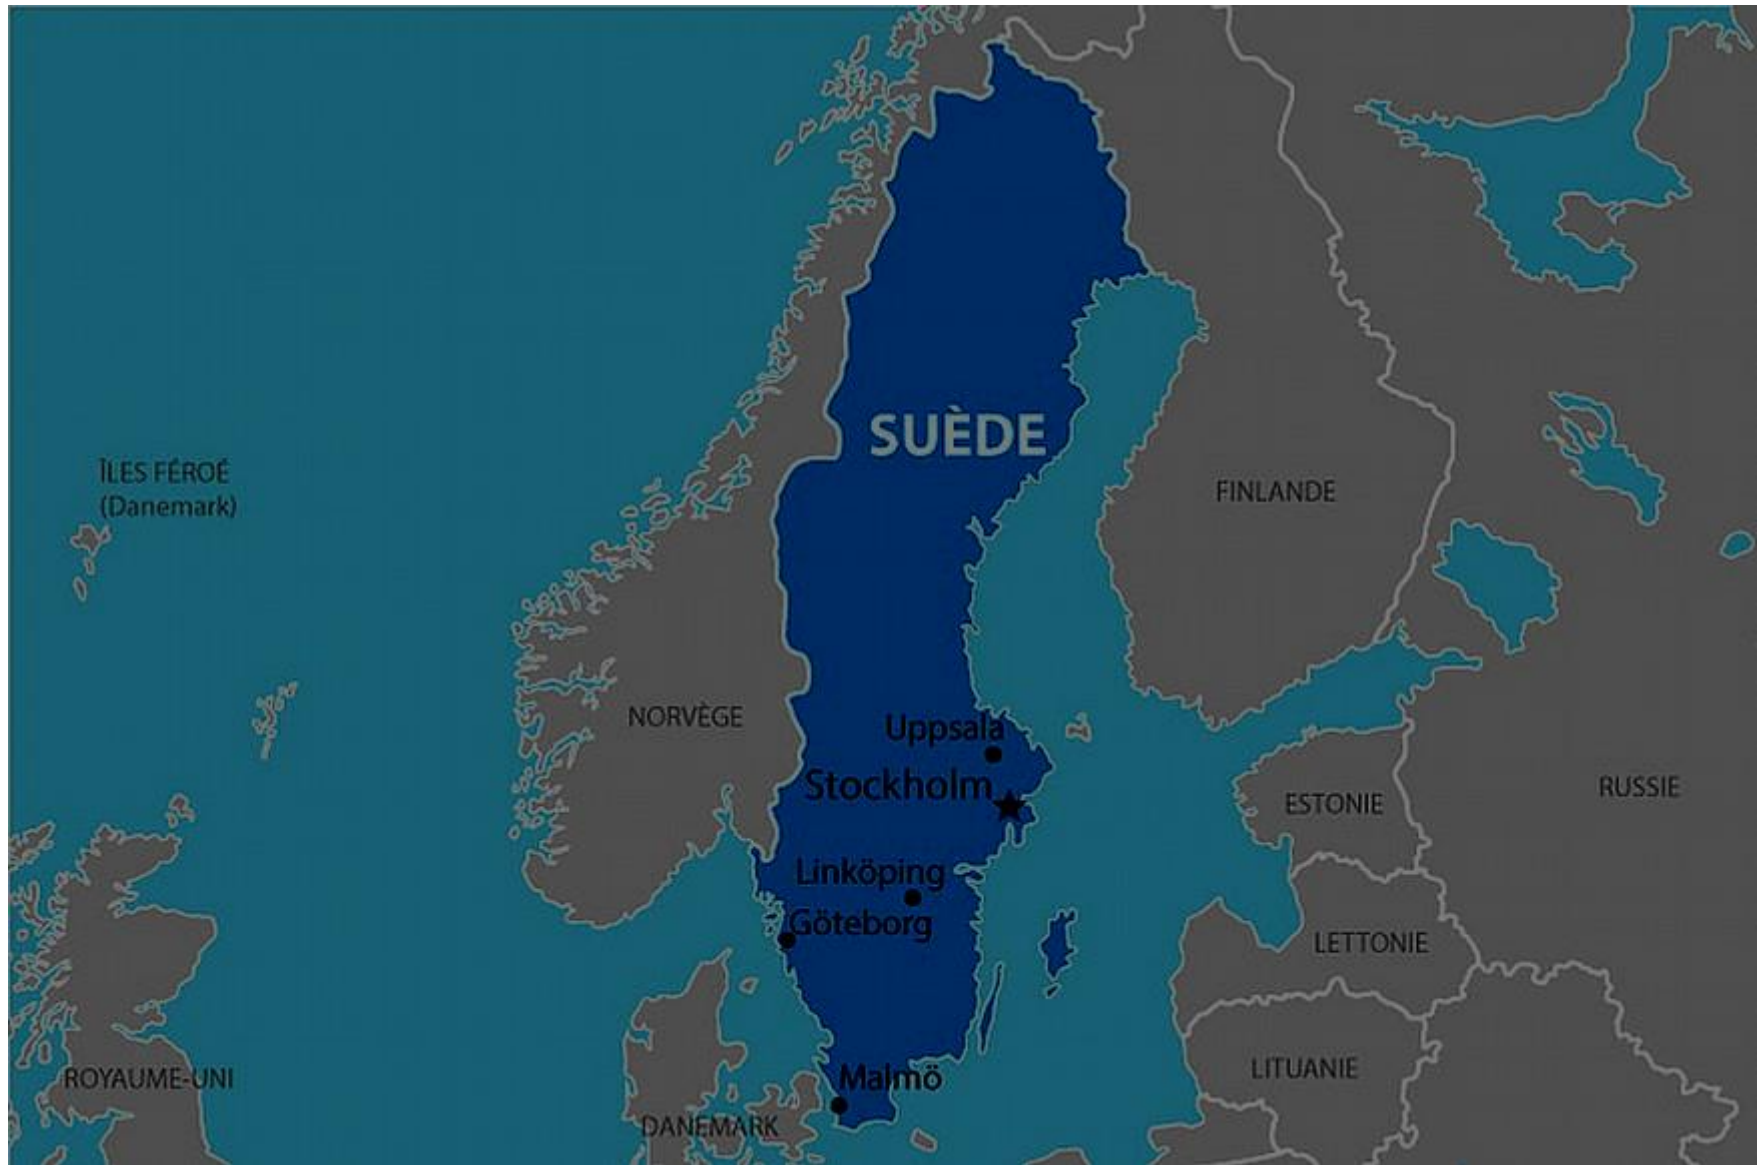 SUÈDE
ÎLES FÉROÉ
(Danemark)
FINLANDE
NORVÈGE
Uppsala
Stockholm
RUSSIE
ESTONIE
Linköping
Göteborg
LETTONIE
LITUANIE
ROYAUME-UNI
Malmö
DANEMARK